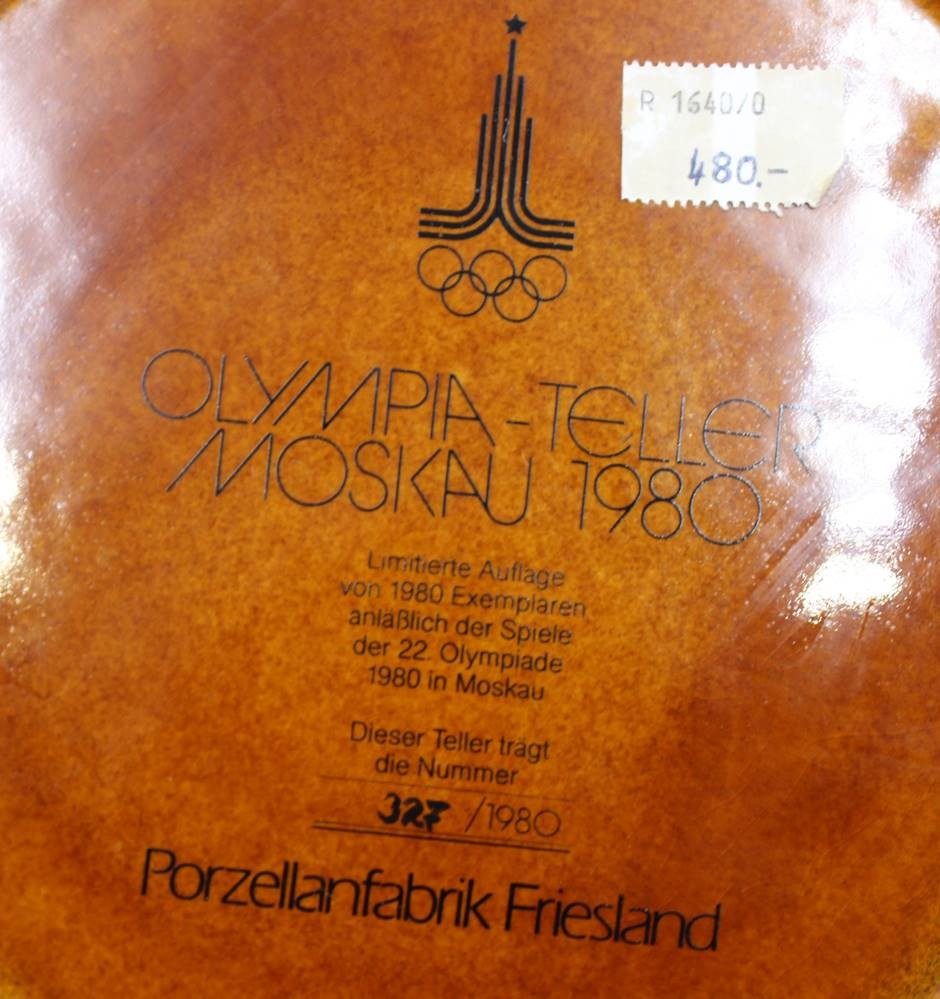 R 1640/0
480.-
OLYMPIA-TELLER
MOSKAU 1980
Limitierte Auflage
von 1980 Exemplaren
anläßlich der Spiele
der 22. Olympiade
1980 in Moskau
Dieser Teller trägt
die Nummer
327 /1980
Porzellanfabrik Friesland